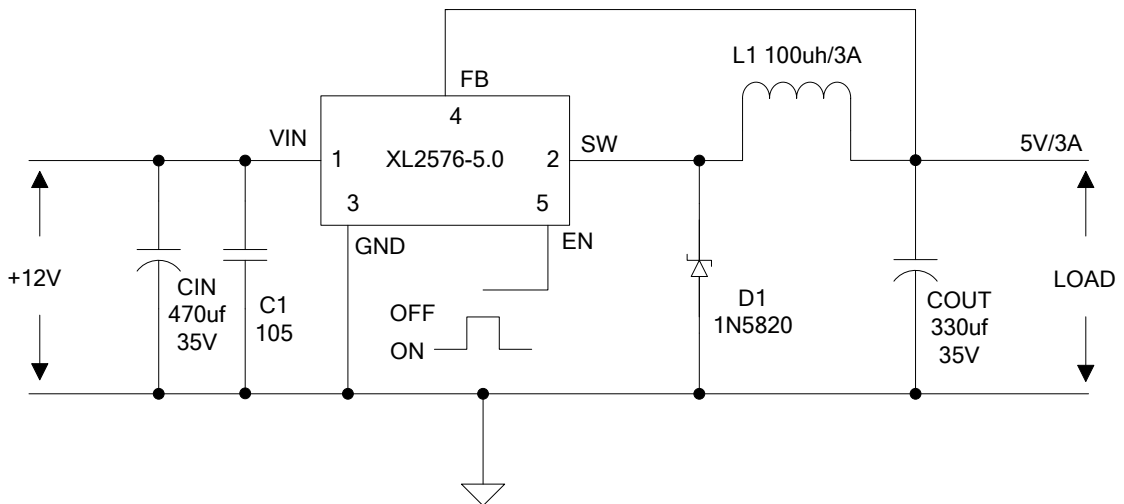 L1 100uh/3A
FB
4
VIN
SW
5V/3A
1
XL2576-5.0
2
3
5
GND
EN
+12V
CIN
470uf
35V
C1
105
OFF
ON
D1
1N5820
COUT
330uf
35V
LOAD